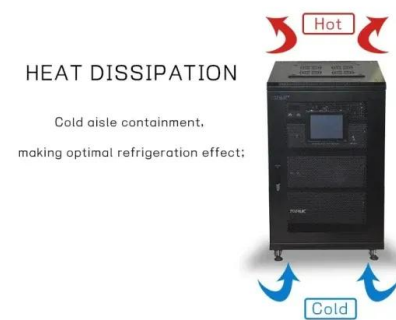 Hot
HEAT DISSIPATION
Cold aisle containment,
making optimal refrigeration effect;
Cold